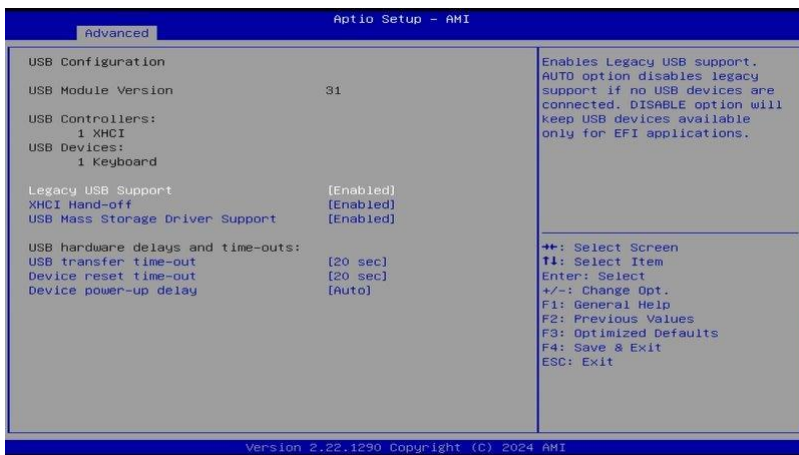 Aptio Setup – AMI
Advanced
USB Configuration
USB Module Version 31
USB Controllers:
1 XHCI
USB Devices:
1 Keyboard
Legacy USB Support [Enabled]
XHCI Hand-off [Enabled]
USB Mass Storage Driver Support [Enabled]
USB hardware delays and time-outs:
USB transfer time-out [20 sec]
Device reset time-out [20 sec]
Device power-up delay [Auto]
Enables Legacy USB support.
AUTO option disables legacy
support if no USB devices are
connected. DISABLE option will
keep USB devices available
only for EFI applications.
→←: Select Screen
↑↓: Select Item
Enter: Select
+/-: Change Opt.
F1: General Help
F2: Previous Values
F3: Optimized Defaults
F4: Save & Exit
ESC: Exit
Version 2.22.1290 Copyright (C) 2024 AMI